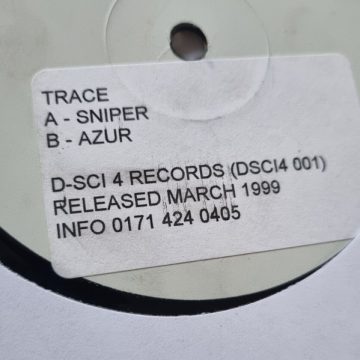 TRACE
A - SNIPER
B - AZUR
D-SCI 4 RECORDS (DSCI4 001)
RELEASED MARCH 1999
INFO 0171 424 0405